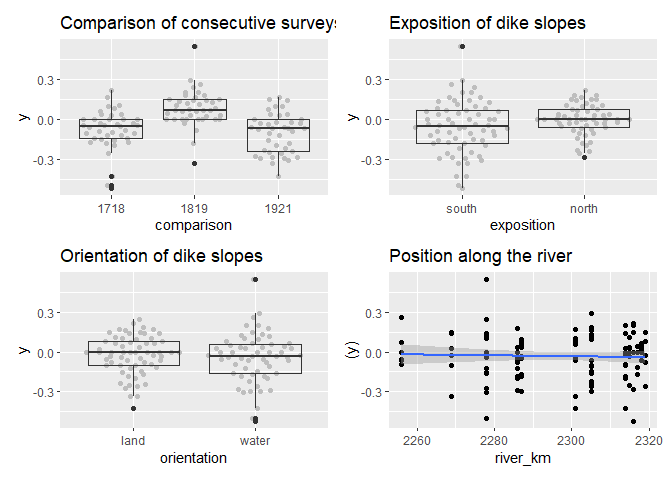 Comparison of consecutive surveys
0.3
0.0
-0.3
y
1718 1819 1921
comparison
Exposition of dike slopes
0.3
0.0
-0.3
y
south north
exposition
Orientation of dike slopes
0.3
0.0
-0.3
y
land water
orientation
Position along the river
0.3
0.0
-0.3
(y)
2260 2280 2300 2320
river_km